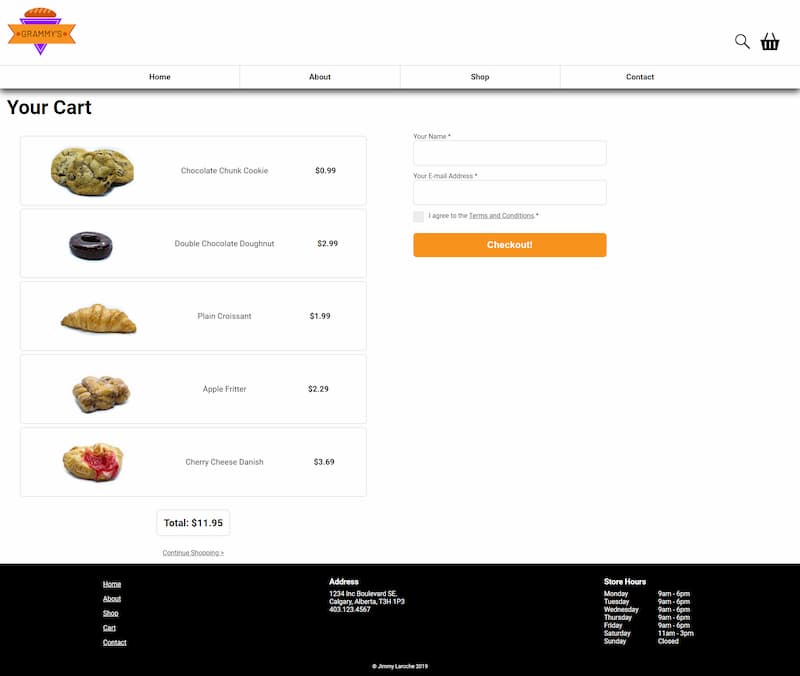 GRAMMY'S
Home About Shop Contact
Your Cart
Chocolate Chunk Cookie $0.99
Double Chocolate Doughnut $2.99
Plain Croissant $1.99
Apple Fritter $2.29
Cherry Cheese Danish $3.69
Total: $11.95
Continue Shopping >
Your Name *
Your E-mail Address *
I agree to the Terms and Conditions.*
Checkout!
Home
About
Shop
Cart
Contact
Address
1234 Inc Boulevard SE.
Calgary, Alberta, T3H 1P3
403.123.4567
Store Hours
Monday 9am - 6pm
Tuesday 9am - 6pm
Wednesday 9am - 6pm
Thursday 9am - 6pm
Friday 9am - 6pm
Saturday 11am - 3pm
Sunday Closed
© Jimmy Laroche 2019